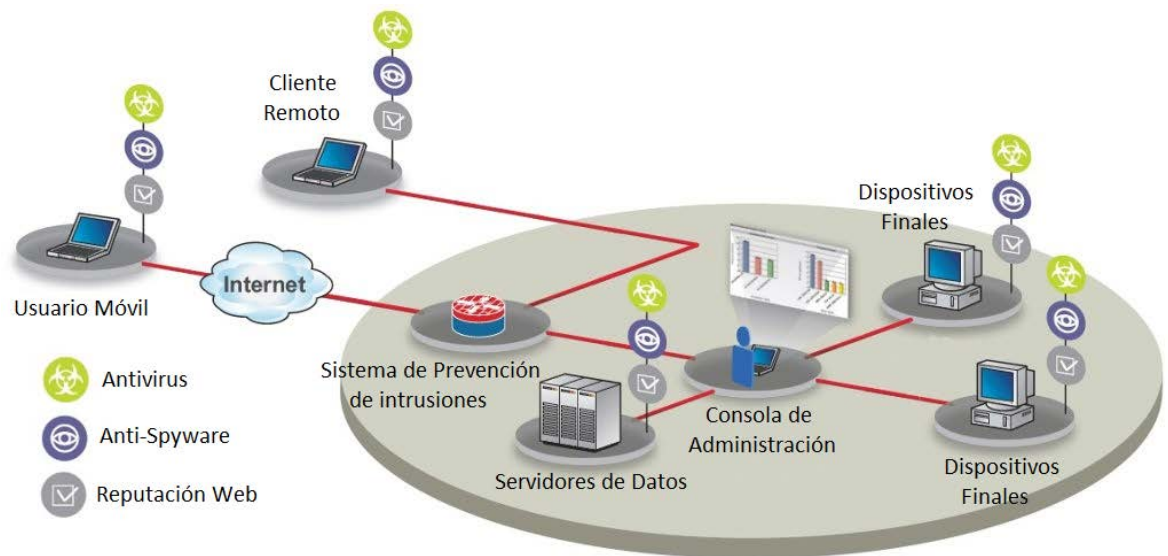 Cliente
Remoto
Dispositivos
Finales
Internet
Usuario Móvil
Sistema de Prevención
de intrusiones
Consola de
Administración
Servidores de Datos
Dispositivos
Finales
Antivirus
Anti-Spyware
Reputación Web